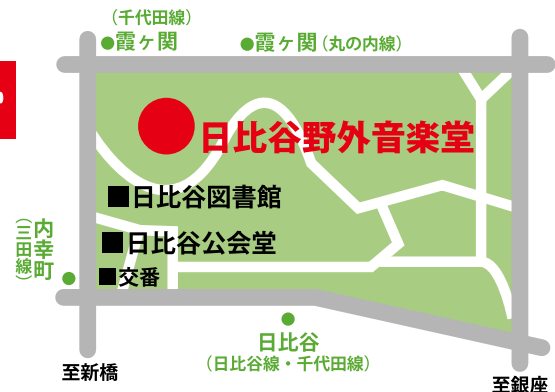 （千代田線）
霞ヶ関
霞ヶ関（丸の内線）
日比谷野外音楽堂
日比谷図書館
日比谷公会堂
交番
内幸町
（三田線）
日比谷
（日比谷線・千代田線）
至新橋
至銀座